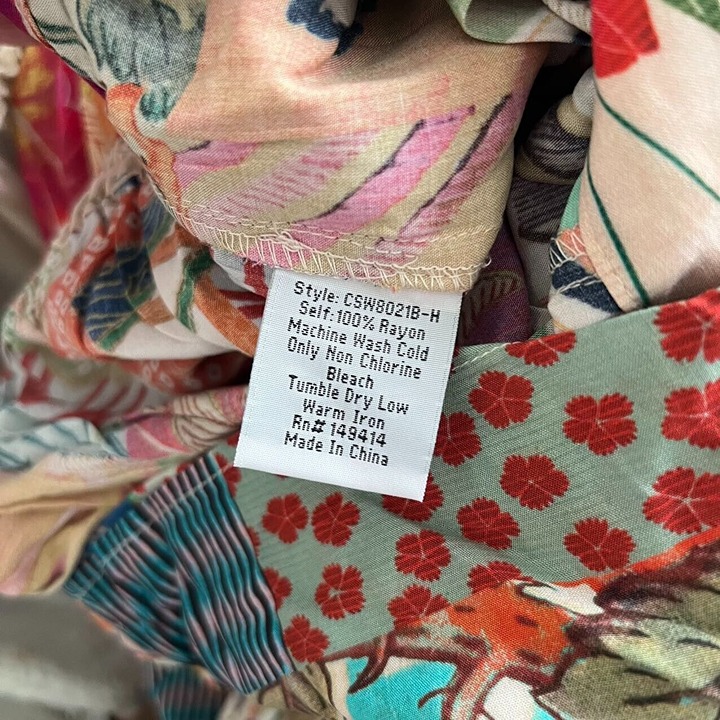 Style: CSW8021B-H
Self:100% Rayon
Machine Wash Cold
Only Non Chlorine
Bleach
Tumble Dry Low
Warm Iron
Rn# 149414
Made In China